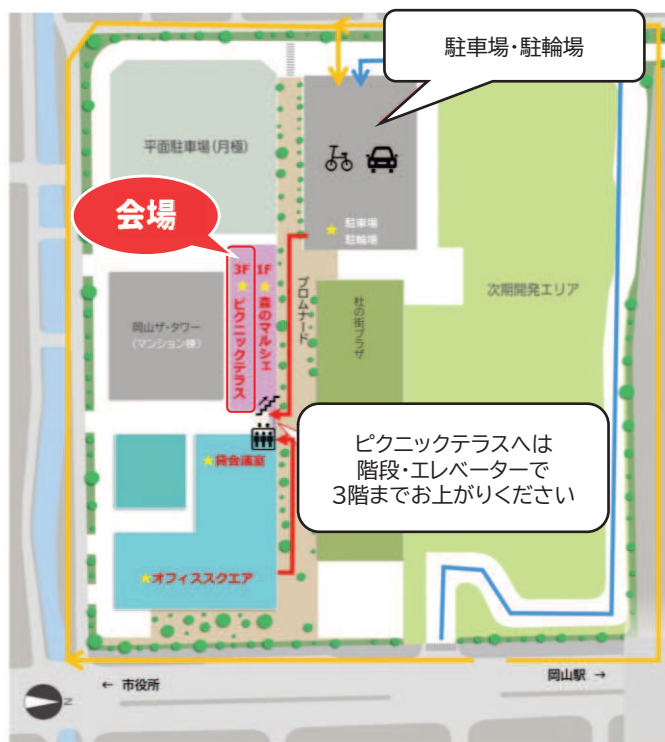 駐車場・駐輪場
平面駐車場(月極)
会場
駐車場
駐輪場
3F
ピクニックテラス
1F
森のマルシェ
プロムナード
杜の街プラザ
次期開発エリア
岡山ザ・タワー
(マンション棟)
ピクニックテラスへは
階段・エレベーターで
3階までお上がりください
貸会議室
オフィススクエア
← 市役所
岡山駅 →
N